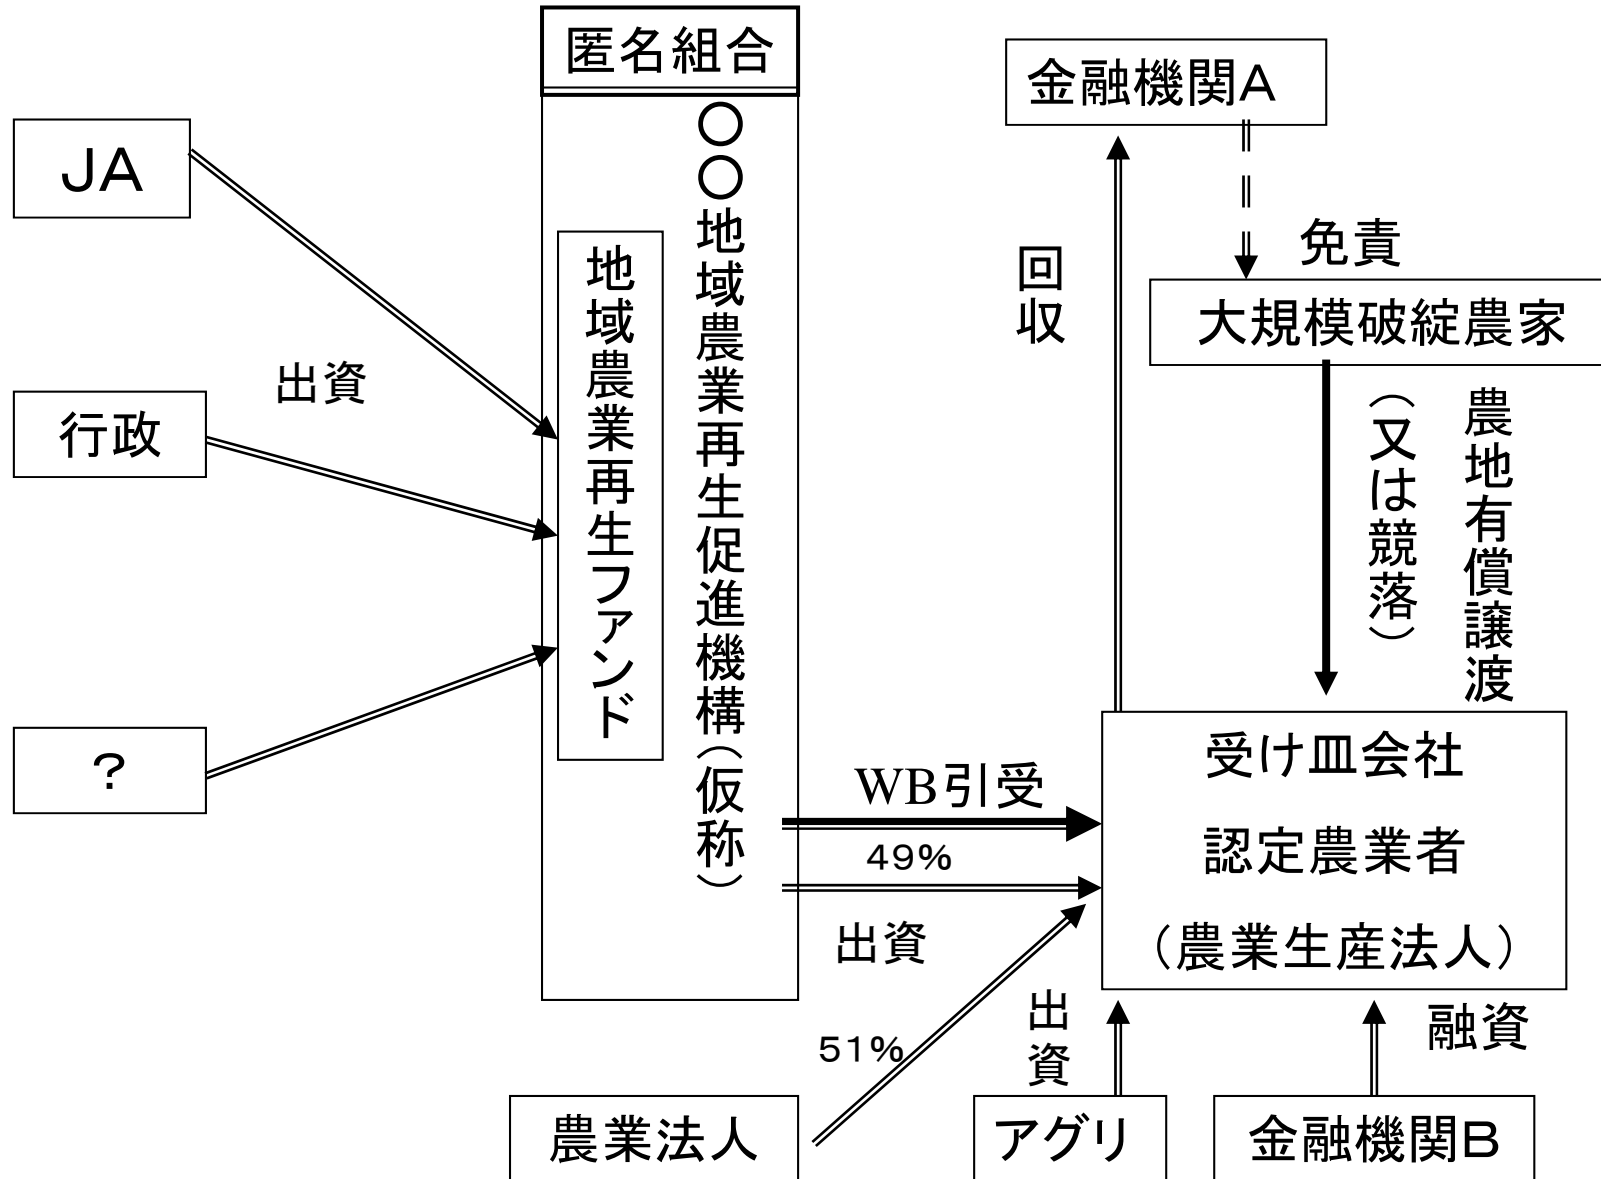 匿名組合
金融機関A
JA
〇〇地域農業再生促進機構（仮称）
地域農業再生ファンド
免責
回収
大規模破綻農家
出資
行政
農地有償譲渡
（又は競落）
？
受け皿会社
認定農業者
（農業生産法人）
WB引受
49%
出資
51%
出資
融資
農業法人
アグリ
金融機関B